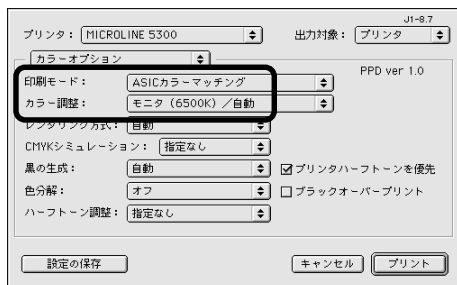 J1-8.7
プリンタ： MICROLINE 5300 出力対象： プリンタ
カラーオプション
PPD ver 1.0
印刷モード： ASICカラーマッチング
カラー調整： モニタ（6500K）／自動
レンダリング方式： 自動
CMYKシミュレーション： 指定なし
黒の生成： 自動 プリンタハーフトーンを優先
色分解： オフ ブラックオーバープリント
ハーフトーン調整： 指定なし
設定の保存 キャンセル プリント